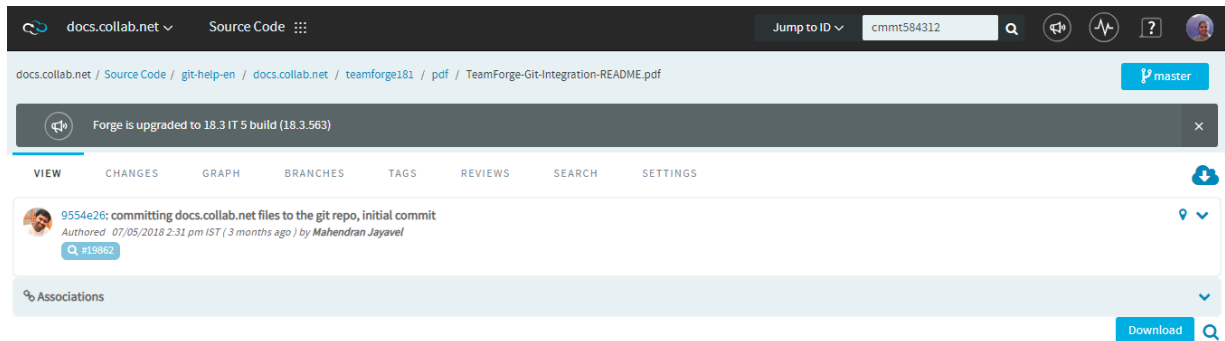 docs.collab.net Source Code Jump to ID cmmt584312
docs.collab.net / Source Code / git-help-en / docs.collab.net / teamforge181 / pdf / TeamForge-Git-Integration-README.pdf master
Forge is upgraded to 18.3 IT 5 build (18.3.563) ×
VIEW CHANGES GRAPH BRANCHES TAGS REVIEWS SEARCH SETTINGS
9554e26: committing docs.collab.net files to the git repo, initial commit
Authored 07/05/2018 2:31 pm IST ( 3 months ago ) by Mahendran Jayavel
#19862
Associations
Download